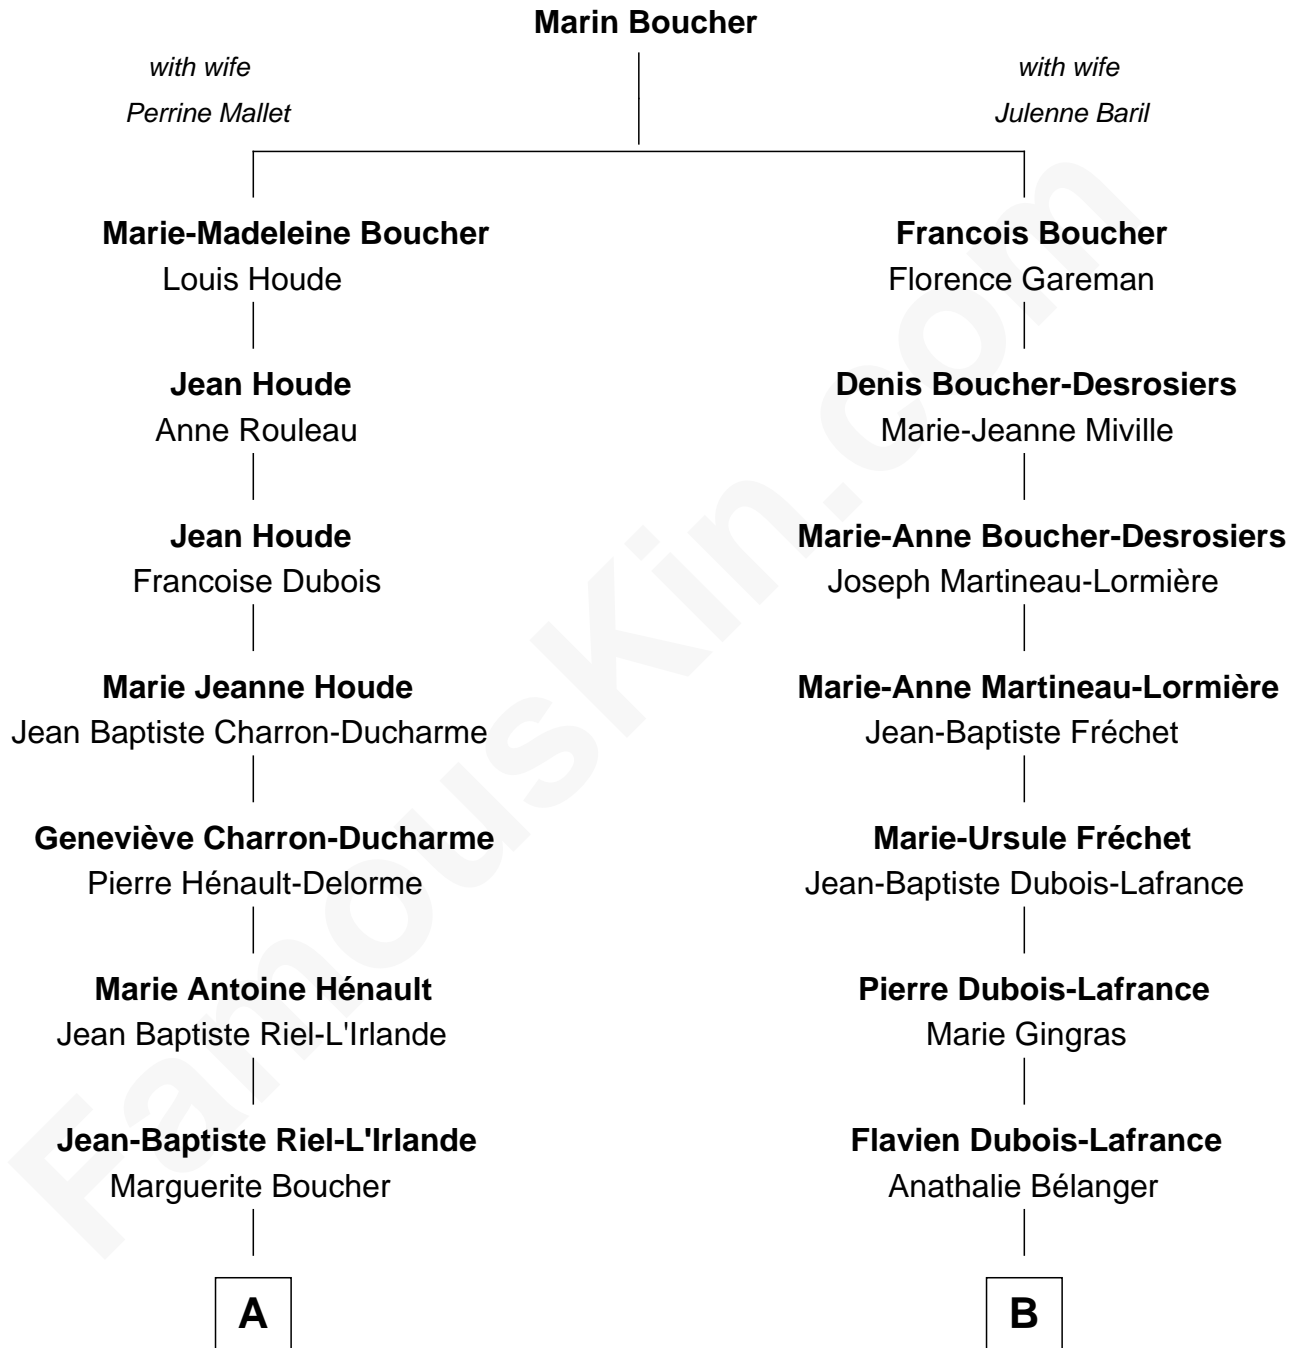 Marin Boucher
with wife
Perrine Mallet
with wife
Julenne Baril
Marie-Madeleine Boucher
Louis Houde
Francois Boucher
Florence Gareman
Jean Houde
Anne Rouleau
Denis Boucher-Desrosiers
Marie-Jeanne Miville
Jean Houde
Francoise Dubois
Marie-Anne Boucher-Desrosiers
Joseph Martineau-Lormière
Marie Jeanne Houde
Jean Baptiste Charron-Ducharme
Marie-Anne Martineau-Lormière
Jean-Baptiste Fréchet
Geneviève Charron-Ducharme
Pierre Hénault-Delorme
Marie-Ursule Fréchet
Jean-Baptiste Dubois-Lafrance
Marie Antoine Hénault
Jean Baptiste Riel-L'Irlande
Pierre Dubois-Lafrance
Marie Gingras
Jean-Baptiste Riel-L'Irlande
Marguerite Boucher
Flavien Dubois-Lafrance
Anathalie Bélanger
A
B
FamousKin.com